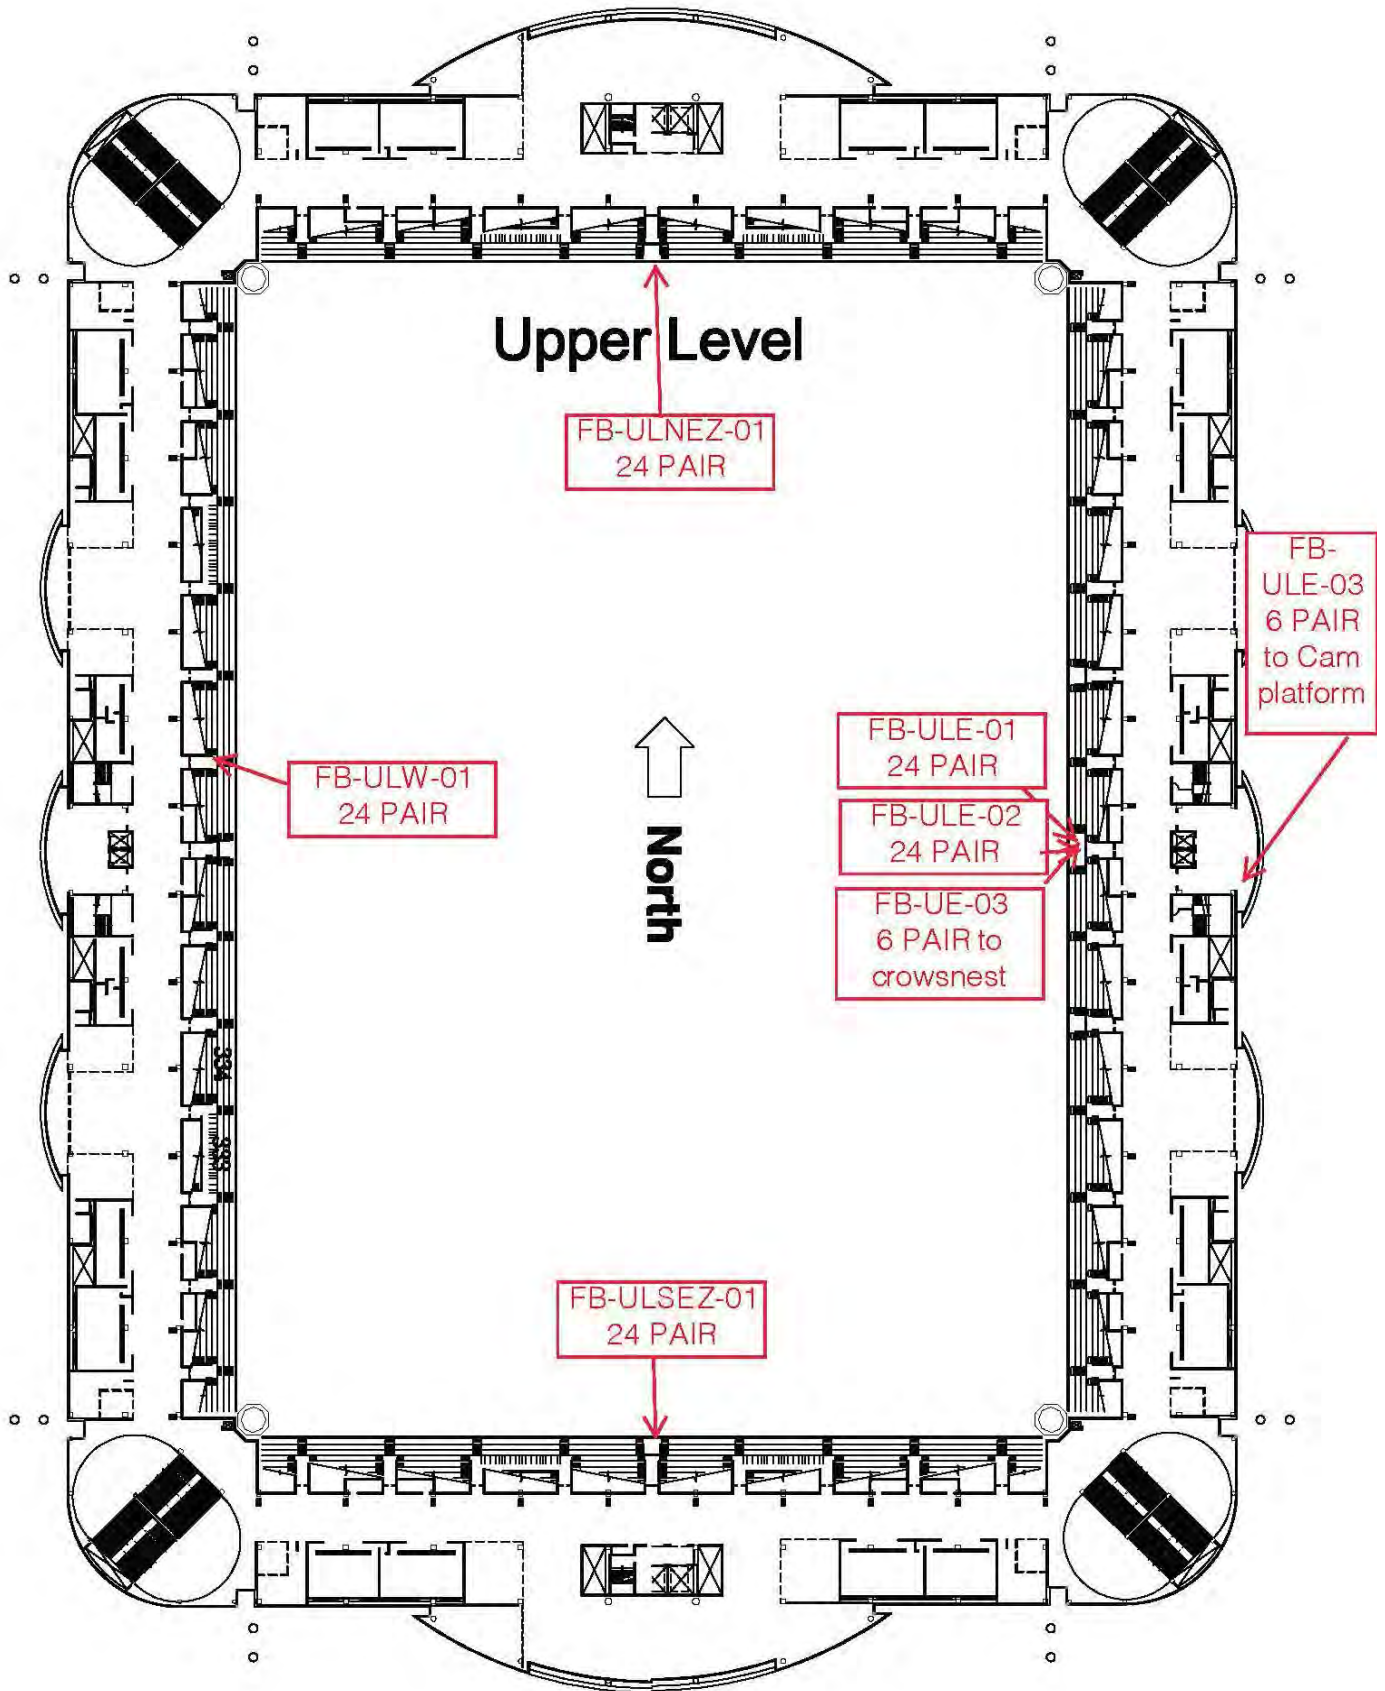 Upper Level
FB-ULNEZ-01
24 PAIR
FB-
ULE-03
6 PAIR
to Cam
platform
FB-ULE-01
24 PAIR
FB-ULW-01
24 PAIR
FB-ULE-02
24 PAIR
North
FB-UE-03
6 PAIR to
crowsnest
334
333
FB-ULSEZ-01
24 PAIR